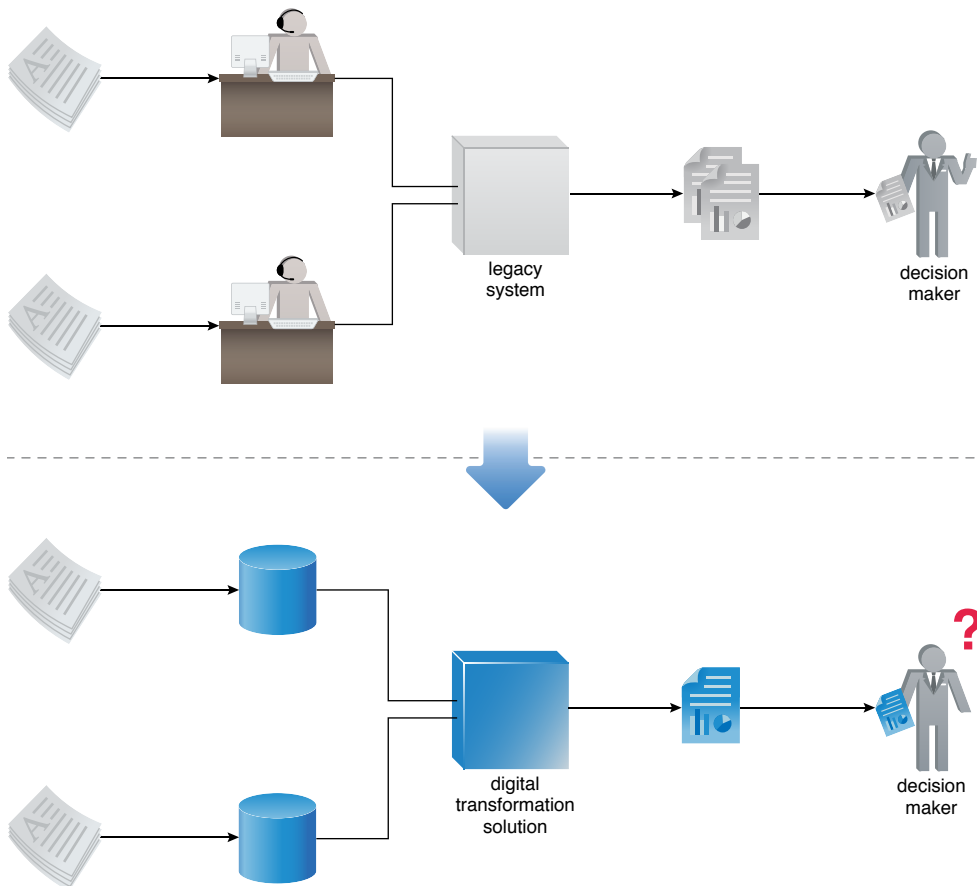 A
A
legacy
system
decision
maker
A
A
?
digital
transformation
solution
decision
maker